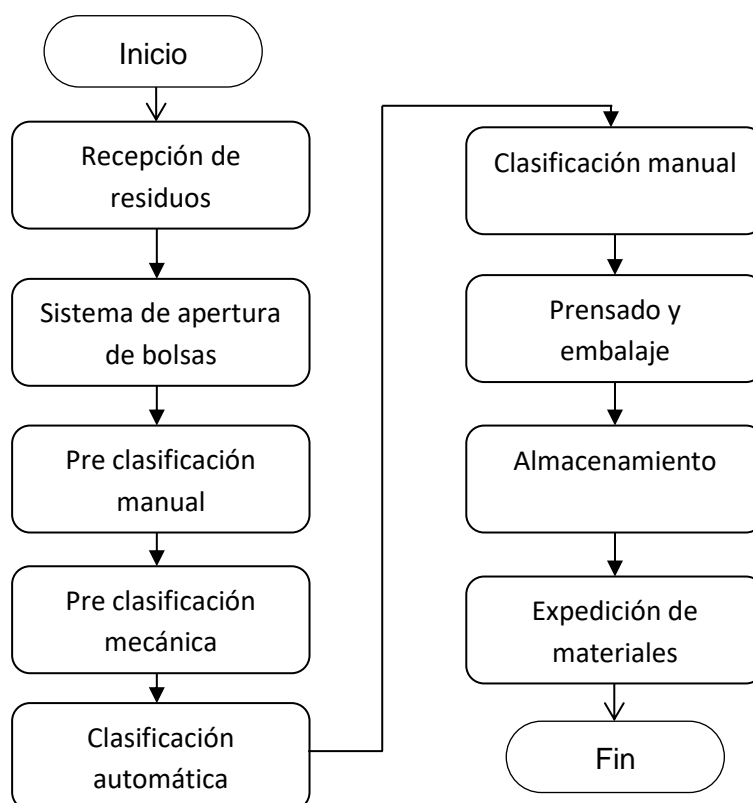 Inicio
Recepción de
residuos
Sistema de apertura
de bolsas
Pre clasificación
manual
Pre clasificación
mecánica
Clasificación
automática
Clasificación manual
Prensado y
embalaje
Almacenamiento
Expedición de
materiales
Fin